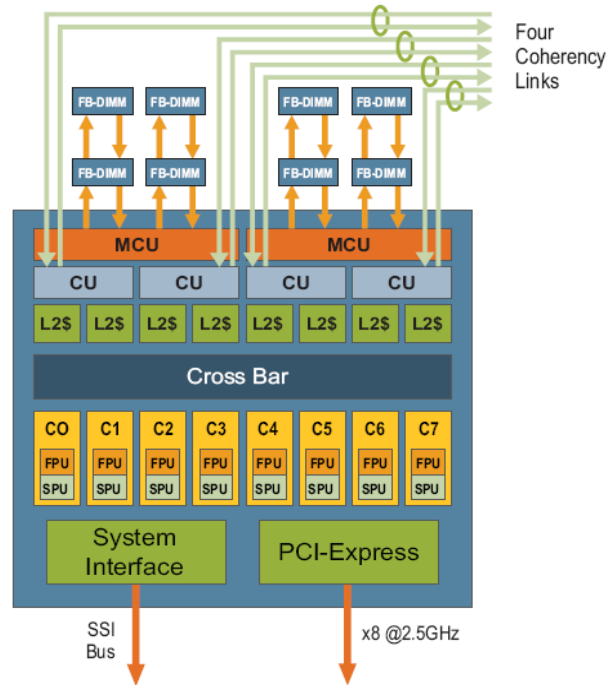 Four
Coherency
Links
FB-DIMM FB-DIMM FB-DIMM FB-DIMM
FB-DIMM FB-DIMM FB-DIMM FB-DIMM
MCU MCU
CU CU CU CU
L2$ L2$ L2$ L2$ L2$ L2$ L2$ L2$
Cross Bar
CO C1 C2 C3 C4 C5 C6 C7
FPU FPU FPU FPU FPU FPU FPU FPU
SPU SPU SPU SPU SPU SPU SPU SPU
System
Interface
PCI-Express
SSI
Bus
x8 @2.5GHz